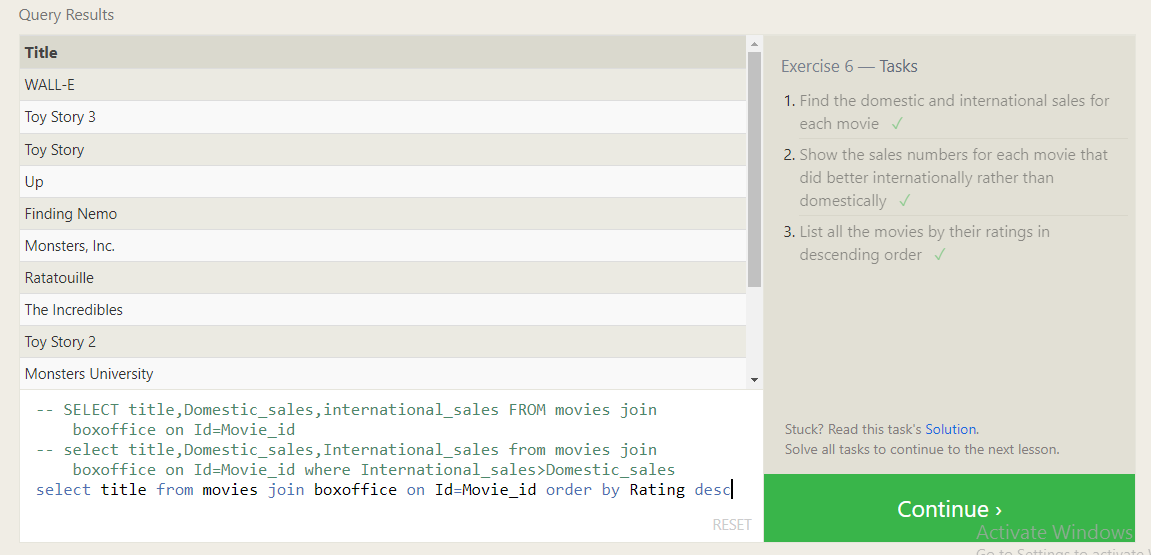 Query Results
Title
WALL-E
Toy Story 3
Toy Story
Up
Finding Nemo
Monsters, Inc.
Ratatouille
The Incredibles
Toy Story 2
Monsters University
-- SELECT title,Domestic_sales,international_sales FROM movies join
boxoffice on Id=Movie_id
-- select title,Domestic_sales,International_sales from movies join
boxoffice on Id=Movie_id where International_sales>Domestic_sales
select title from movies join boxoffice on Id=Movie_id order by Rating desc
RESET
Exercise 6 — Tasks
1. Find the domestic and international sales for
each movie ✓
2. Show the sales numbers for each movie that
did better internationally rather than
domestically ✓
3. List all the movies by their ratings in
descending order ✓
Stuck? Read this task's Solution.
Solve all tasks to continue to the next lesson.
Continue ›
Activate Windows
Go to Settings to activate